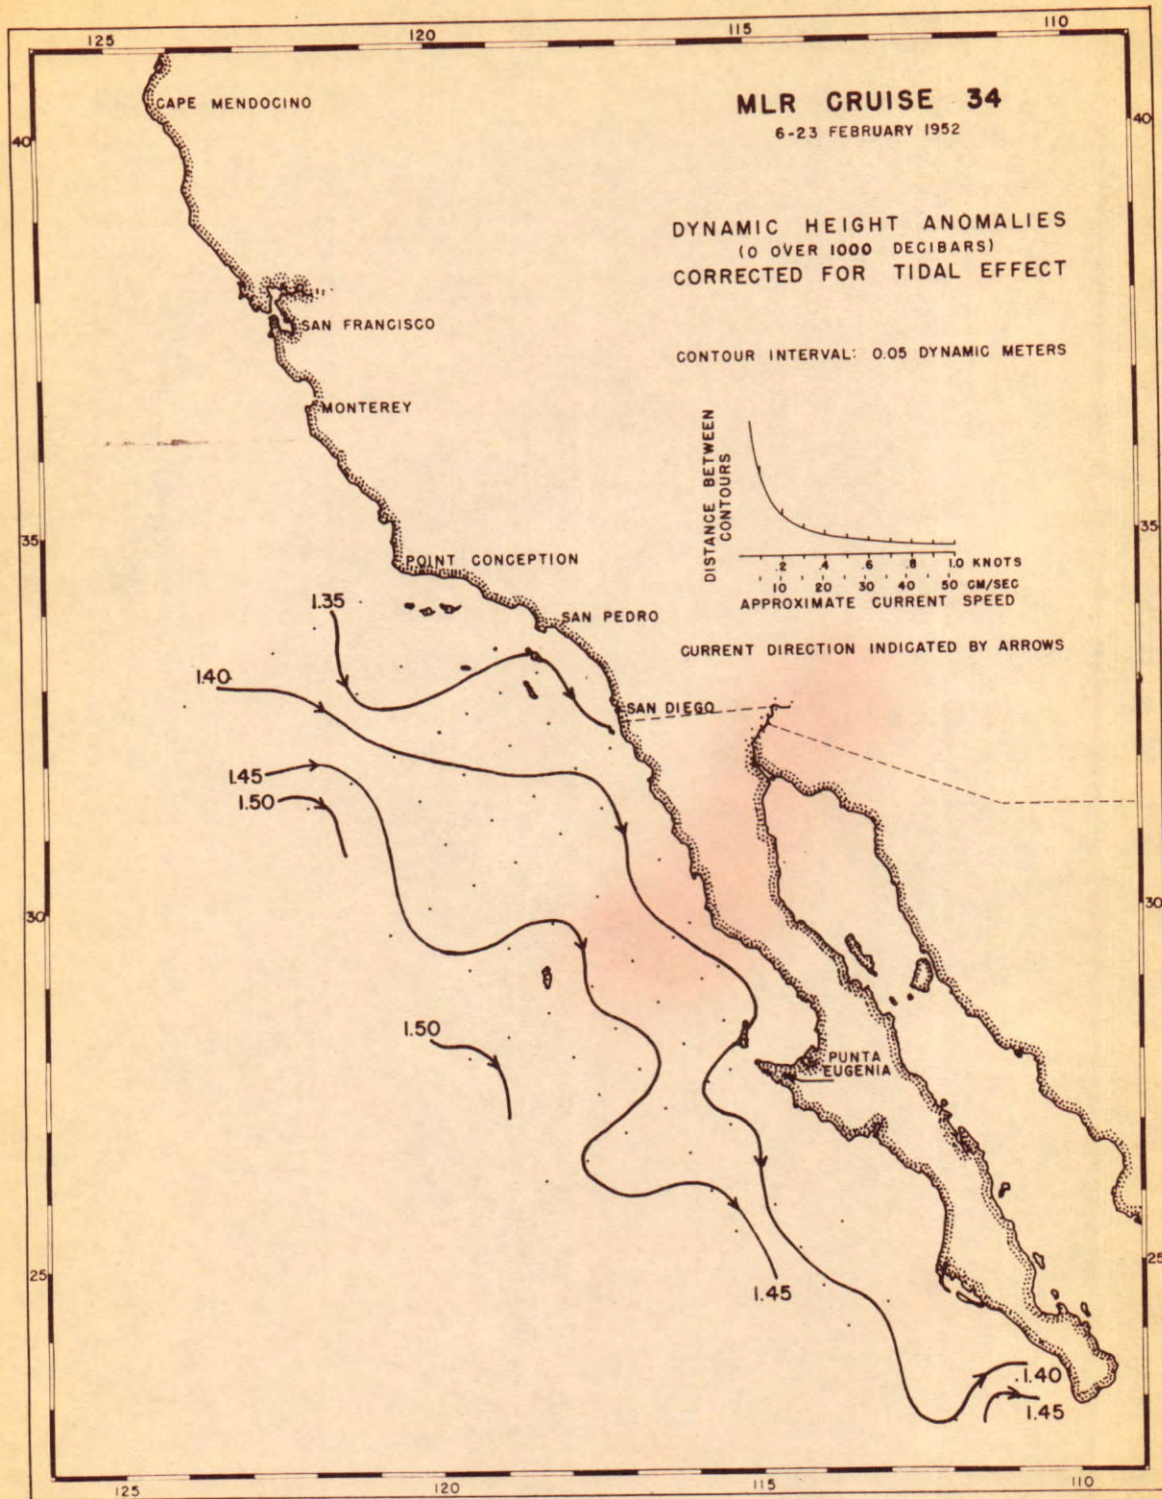 125 120 115 110
CAPE MENDOCINO
MLR CRUISE 34
6-23 FEBRUARY 1952
40 40
DYNAMIC HEIGHT ANOMALIES
(0 OVER 1000 DECIBARS)
CORRECTED FOR TIDAL EFFECT
SAN FRANCISCO
CONTOUR INTERVAL: 0.05 DYNAMIC METERS
MONTEREY
DISTANCE BETWEEN
CONTOURS
35 35
POINT CONCEPTION
.2 .4 .6 .8 1.0 KNOTS
10 20 30 40 50 CM/SEC
APPROXIMATE CURRENT SPEED
1.35
SAN PEDRO
CURRENT DIRECTION INDICATED BY ARROWS
1.40
SAN DIEGO
1.45
1.50
30 30
1.50
PUNTA
EUGENIA
25 25
1.45
1.40
1.45
125 120 115 110